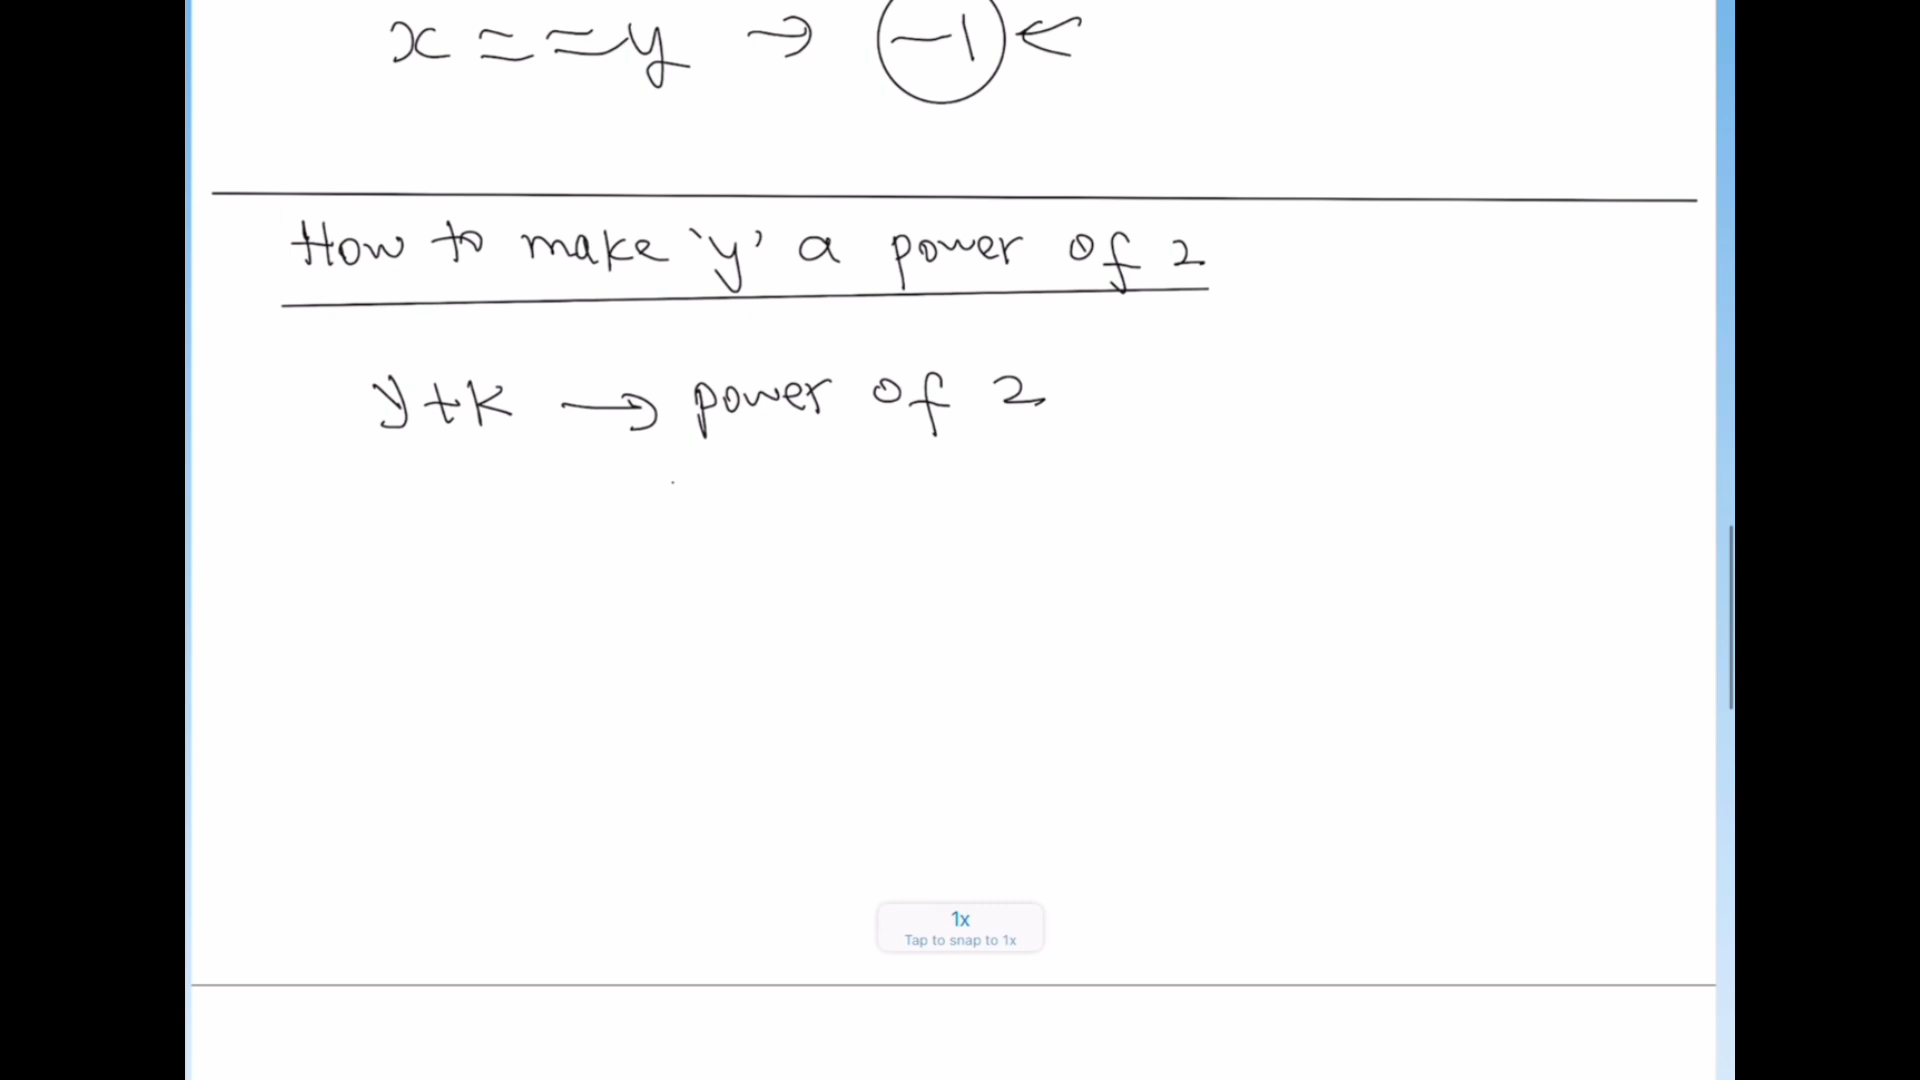 x = = y → -1 ←
How to make 'y' a power of 2
y+k → power of 2
1x
Tap to snap to 1x